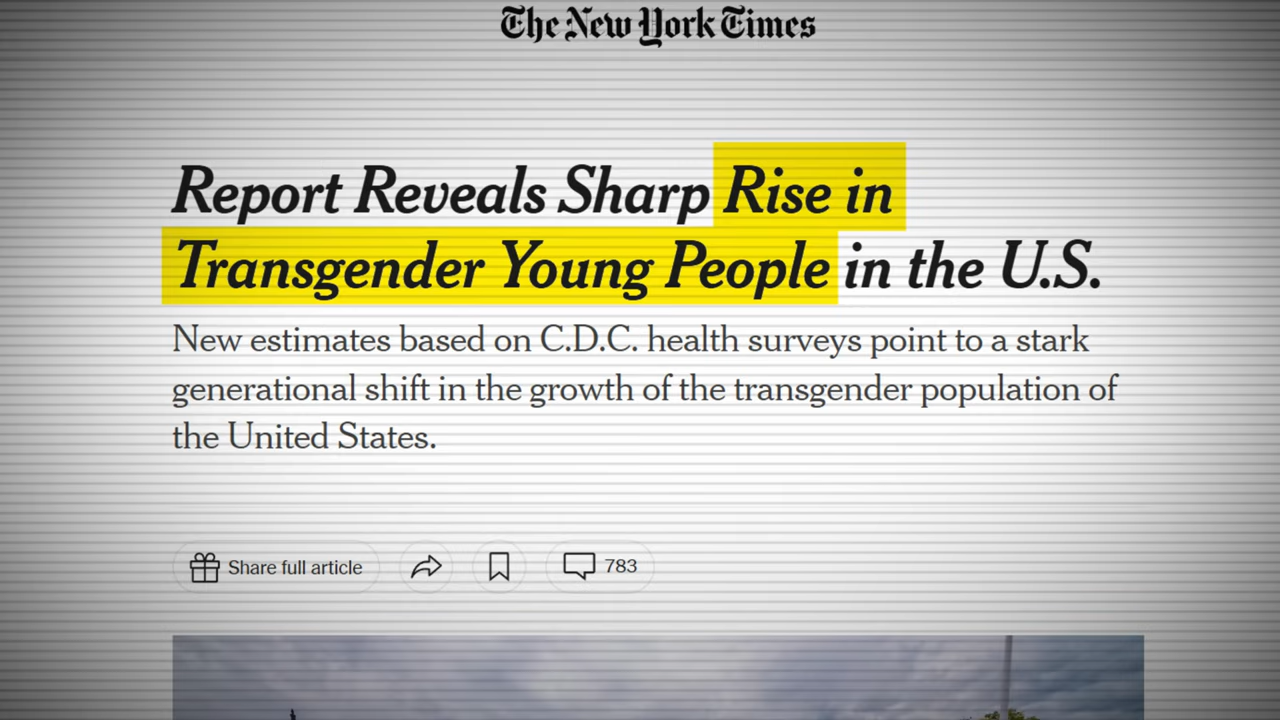 The New York Times
Report Reveals Sharp Rise in
Transgender Young People in the U.S.
New estimates based on C.D.C. health surveys point to a stark
generational shift in the growth of the transgender population of
the United States.
Share full article
783